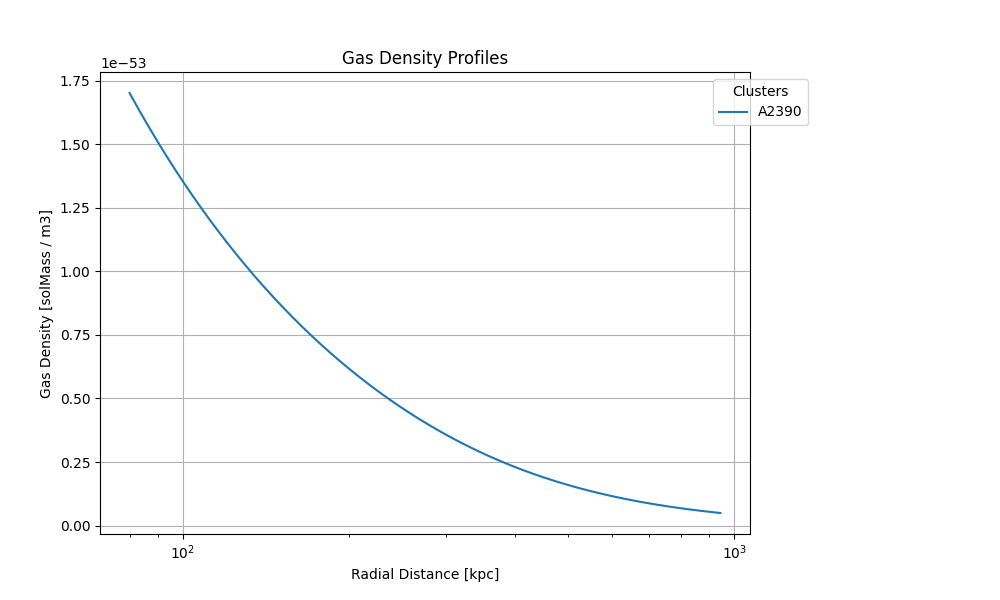 Gas Density Profiles
1e−53
Clusters
A2390
1.75
1.50
1.25
1.00
0.75
0.50
0.25
0.00
Gas Density [solMass / m3]
10²
10³
Radial Distance [kpc]